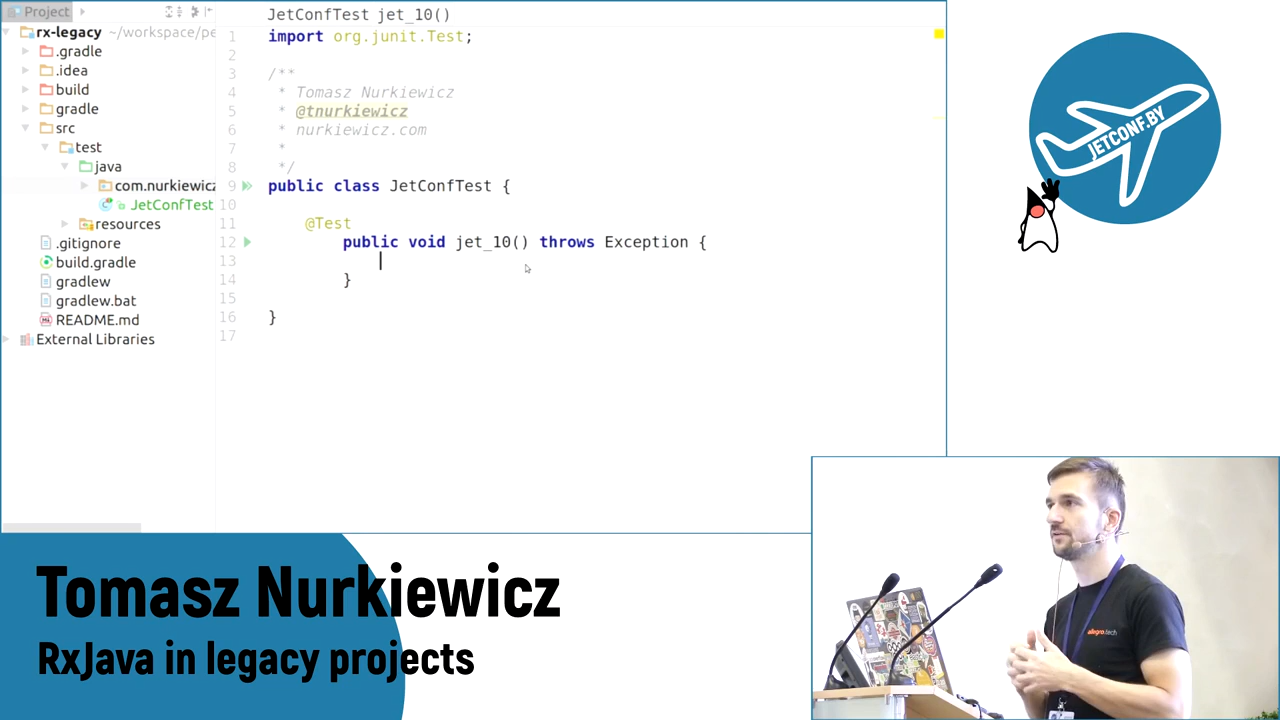 Project
rx-legacy ~/workspace/pe
.gradle
.idea
build
gradle
src
test
java
com.nurkiewicz
JetConfTest
resources
.gitignore
build.gradle
gradlew
gradlew.bat
README.md
External Libraries
JetConfTest jet_10()
1 import org.junit.Test;
2
3 /**
4 * Tomasz Nurkiewicz
5 * @tnurkiewicz
6 * nurkiewicz.com
7 *
8 */
9 public class JetConfTest {
10
11 @Test
12 public void jet_10() throws Exception {
13
14 }
15
16 }
17
JETCONF.BY
allegro.tech
Tomasz Nurkiewicz
RxJava in legacy projects